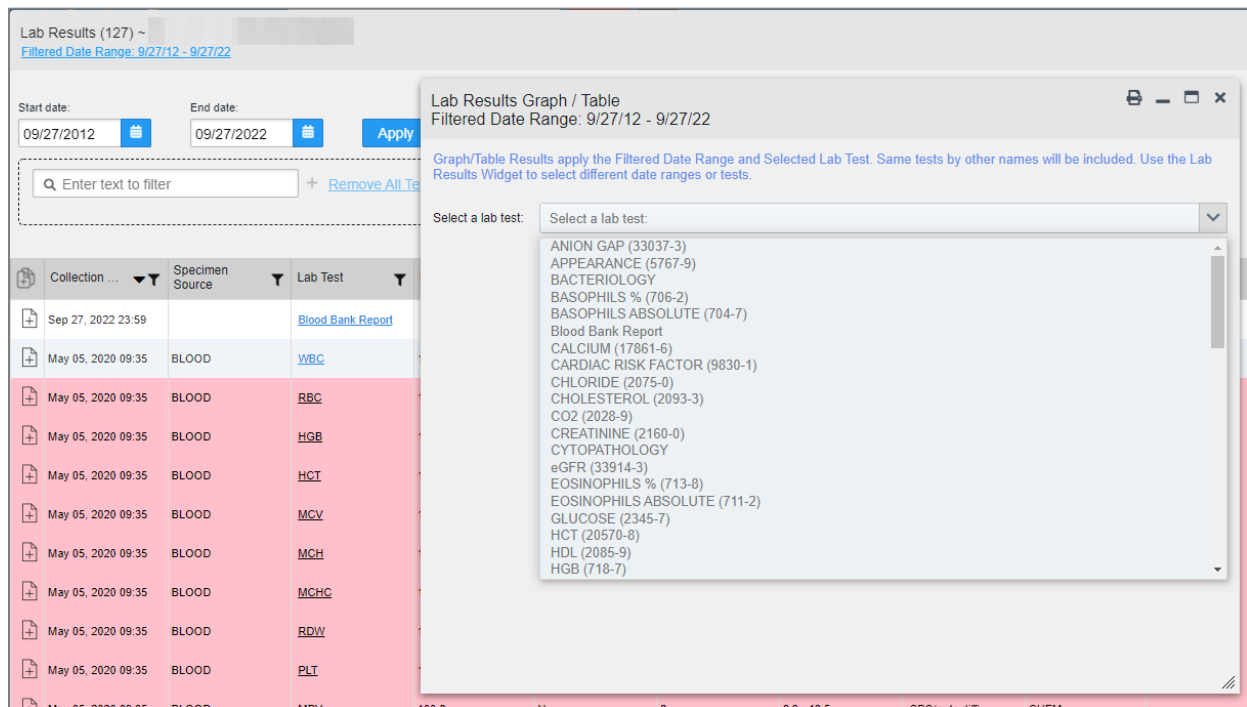 Lab Results (127) ~
Filtered Date Range: 9/27/12 - 9/27/22
Start date:
End date:
09/27/2012
09/27/2022
Apply
Enter text to filter
+ Remove All Te
Collection ...
Specimen
Source
Lab Test
Sep 27, 2022 23:59 Blood Bank Report
May 05, 2020 09:35 BLOOD WBC
May 05, 2020 09:35 BLOOD RBC
May 05, 2020 09:35 BLOOD HGB
May 05, 2020 09:35 BLOOD HCT
May 05, 2020 09:35 BLOOD MCV
May 05, 2020 09:35 BLOOD MCH
May 05, 2020 09:35 BLOOD MCHC
May 05, 2020 09:35 BLOOD RDW
May 05, 2020 09:35 BLOOD PLT
Lab Results Graph / Table
Filtered Date Range: 9/27/12 - 9/27/22
Graph/Table Results apply the Filtered Date Range and Selected Lab Test. Same tests by other names will be included. Use the Lab
Results Widget to select different date ranges or tests.
Select a lab test:
Select a lab test:
ANION GAP (33037-3)
APPEARANCE (5767-9)
BACTERIOLOGY
BASOPHILS % (706-2)
BASOPHILS ABSOLUTE (704-7)
Blood Bank Report
CALCIUM (17861-6)
CARDIAC RISK FACTOR (9830-1)
CHLORIDE (2075-0)
CHOLESTEROL (2093-3)
CO2 (2028-9)
CREATININE (2160-0)
CYTOPATHOLOGY
eGFR (33914-3)
EOSINOPHILS % (713-8)
EOSINOPHILS ABSOLUTE (711-2)
GLUCOSE (2345-7)
HCT (20570-8)
HDL (2085-9)
HGB (718-7)